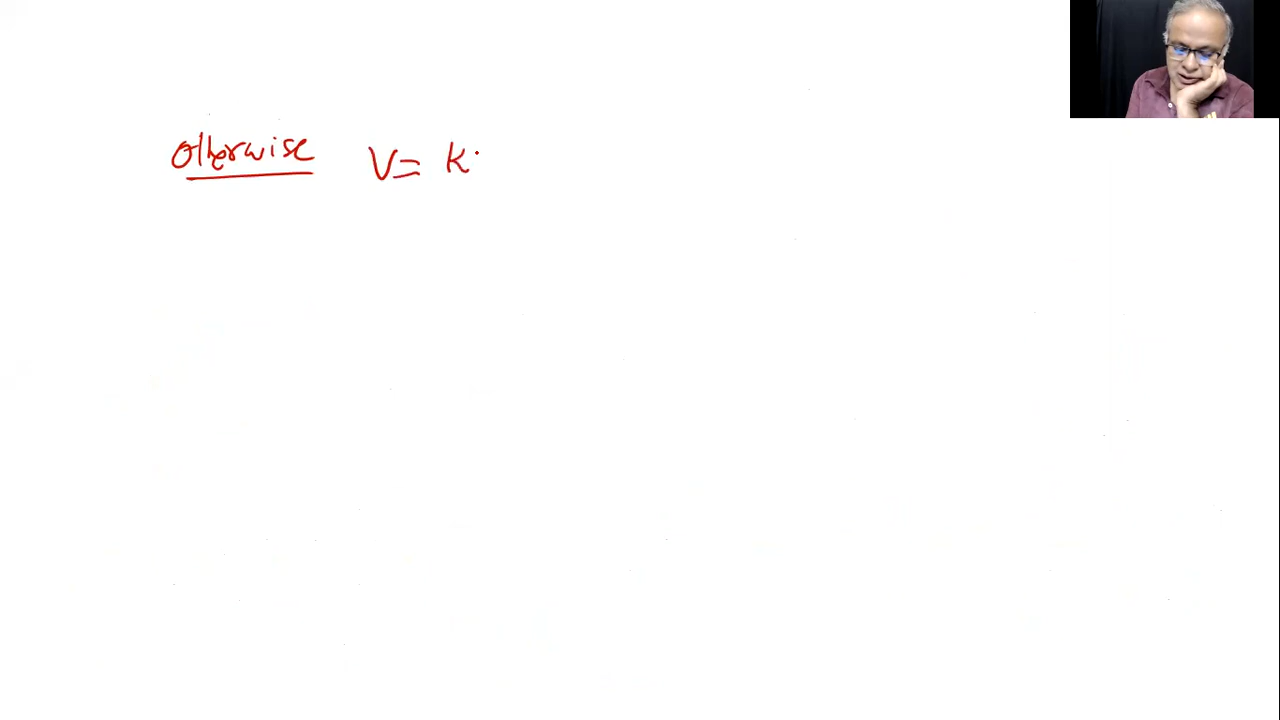 Otherwise V = K